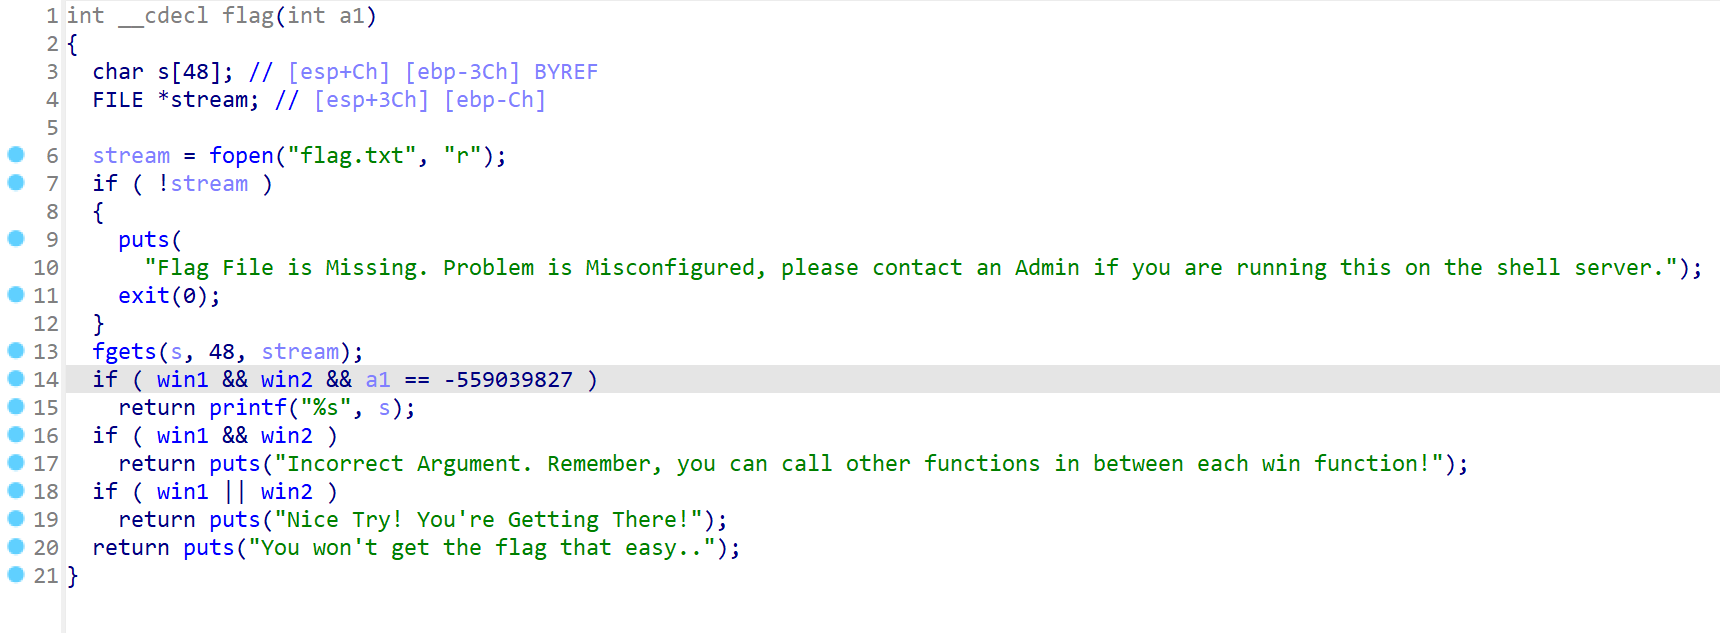 1 int __cdecl flag(int a1)
2 {
3   char s[48]; // [esp+Ch] [ebp-3Ch] BYREF
4   FILE *stream; // [esp+3Ch] [ebp-Ch]
5
6   stream = fopen("flag.txt", "r");
7   if ( !stream )
8   {
9     puts(
10       "Flag File is Missing. Problem is Misconfigured, please contact an Admin if you are running this on the shell server.");
11     exit(0);
12   }
13   fgets(s, 48, stream);
14   if ( win1 && win2 && a1 == -559039827 )
15     return printf("%s", s);
16   if ( win1 && win2 )
17     return puts("Incorrect Argument. Remember, you can call other functions in between each win function!");
18   if ( win1 || win2 )
19     return puts("Nice Try! You're Getting There!");
20   return puts("You won't get the flag that easy..");
21 }